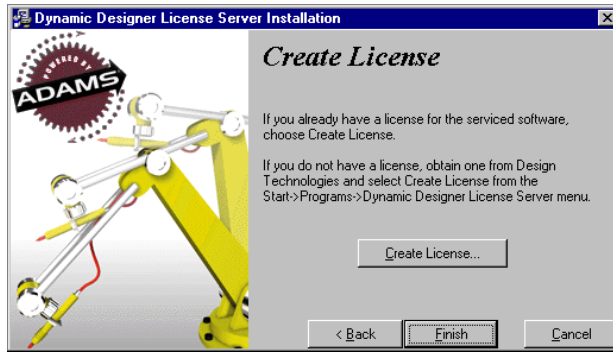 Dynamic Designer License Server Installation
POWERED BY
ADAMS
Create License
If you already have a license for the serviced software,
choose Create License.
If you do not have a license, obtain one from Design
Technologies and select Create License from the
Start->Programs->Dynamic Designer License Server menu.
Create License...
< Back
Finish
Cancel